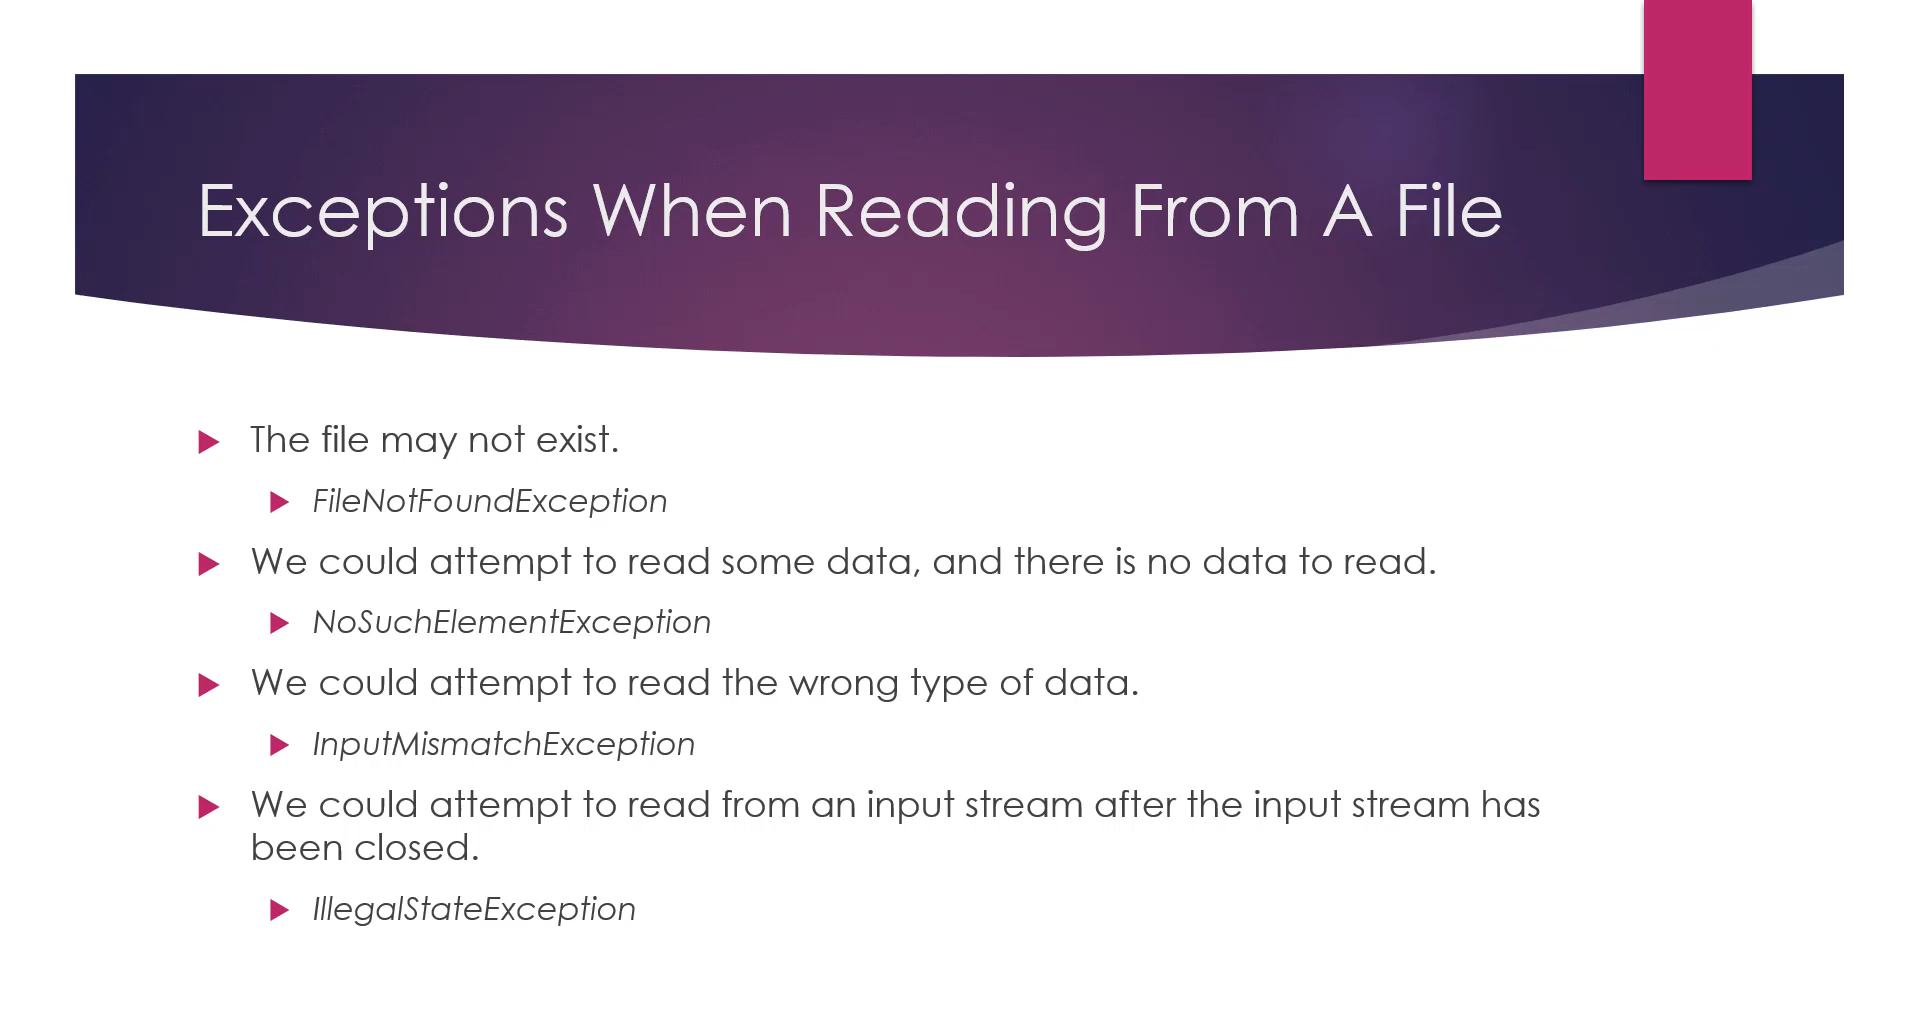 Exceptions When Reading From A File
The file may not exist.
FileNotFoundException
We could attempt to read some data, and there is no data to read.
NoSuchElementException
We could attempt to read the wrong type of data.
InputMismatchException
We could attempt to read from an input stream after the input stream has
been closed.
IllegalStateException